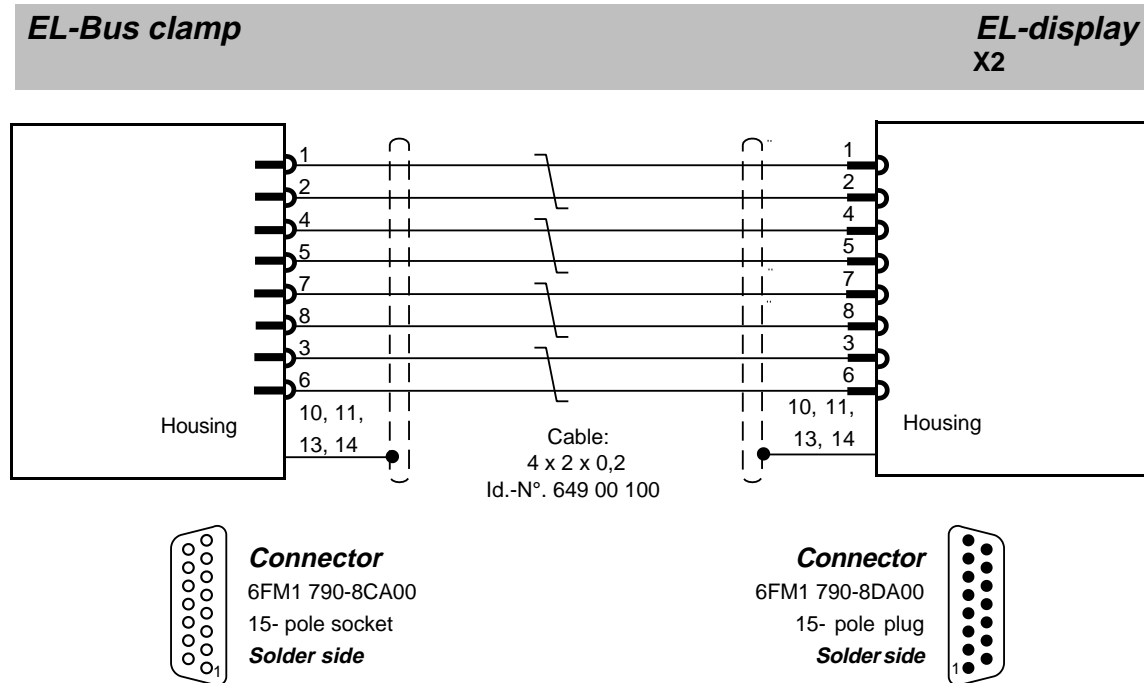 EL-Bus clamp
EL-display
X2
1
2
4
5
7
8
3
6
10, 11,
13, 14
Housing
1
2
4
5
7
8
3
6
10, 11,
13, 14
Housing
Cable:
4 x 2 x 0,2
Id.-N°. 649 00 100
Connector
6FM1 790-8CA00
15- pole socket
Solder side
1
Connector
6FM1 790-8DA00
15- pole plug
Solder side
1